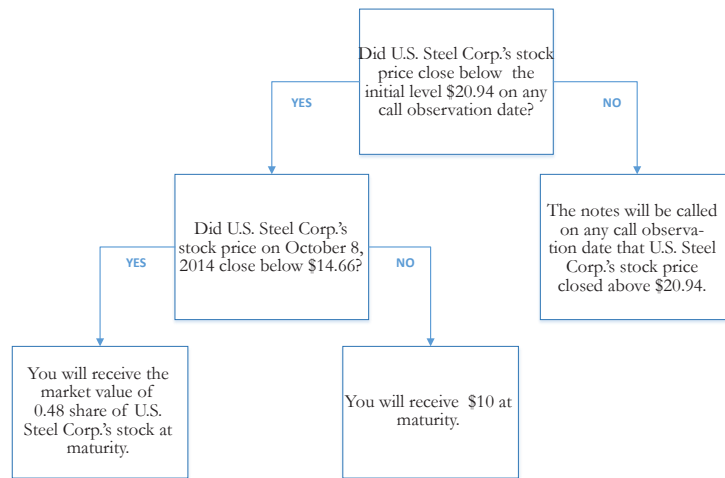 Did U.S. Steel Corp.'s stock
price close below the
initial level $20.94 on any
call observation date?
YES
NO
Did U.S. Steel Corp.'s
stock price on October 8,
2014 close below $14.66?
The notes will be called
on any call observa-
tion date that U.S. Steel
Corp.'s stock price
closed above $20.94.
YES
NO
You will receive the
market value of
0.48 share of U.S.
Steel Corp.'s stock at
maturity.
You will receive $10 at
maturity.